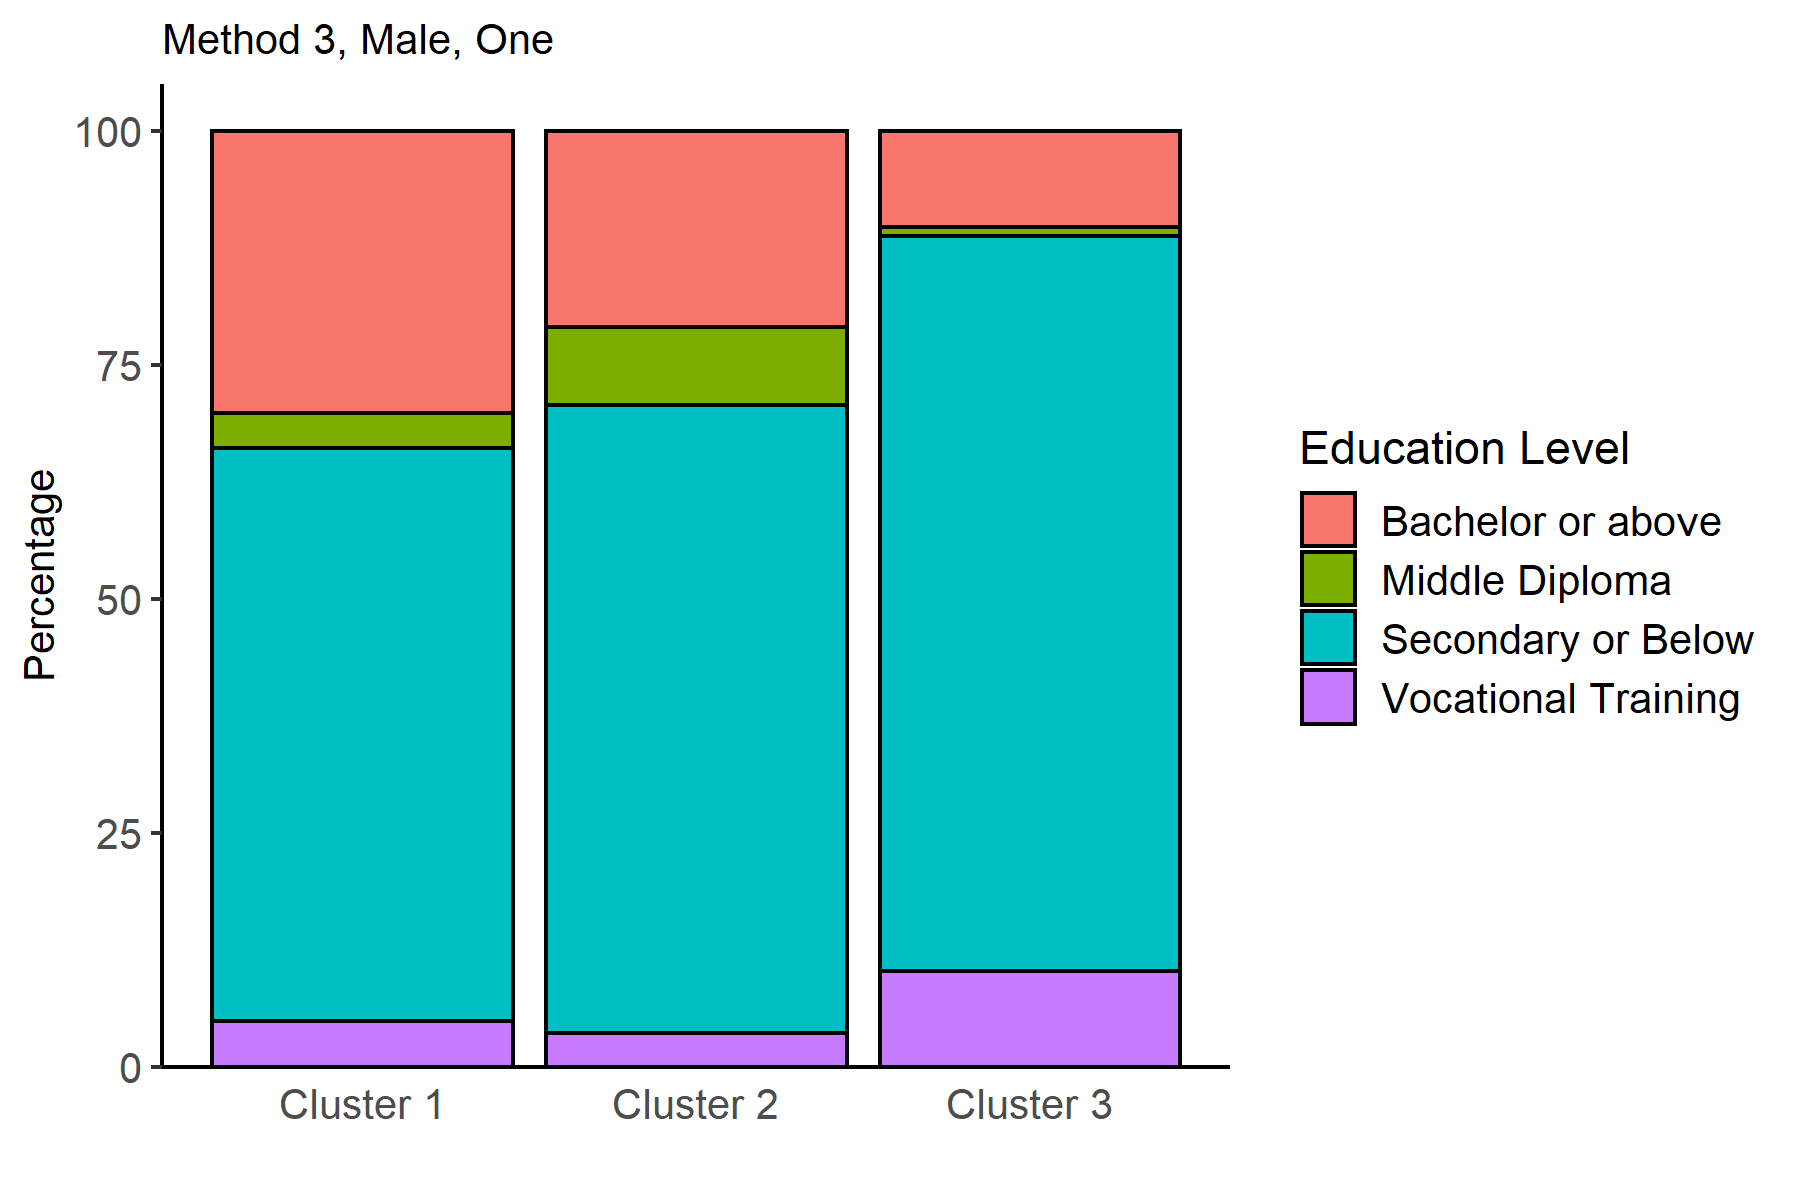 Method 3, Male, One
Percentage
100
75
50
25
0
Cluster 1
Cluster 2
Cluster 3
Education Level
Bachelor or above
Middle Diploma
Secondary or Below
Vocational Training